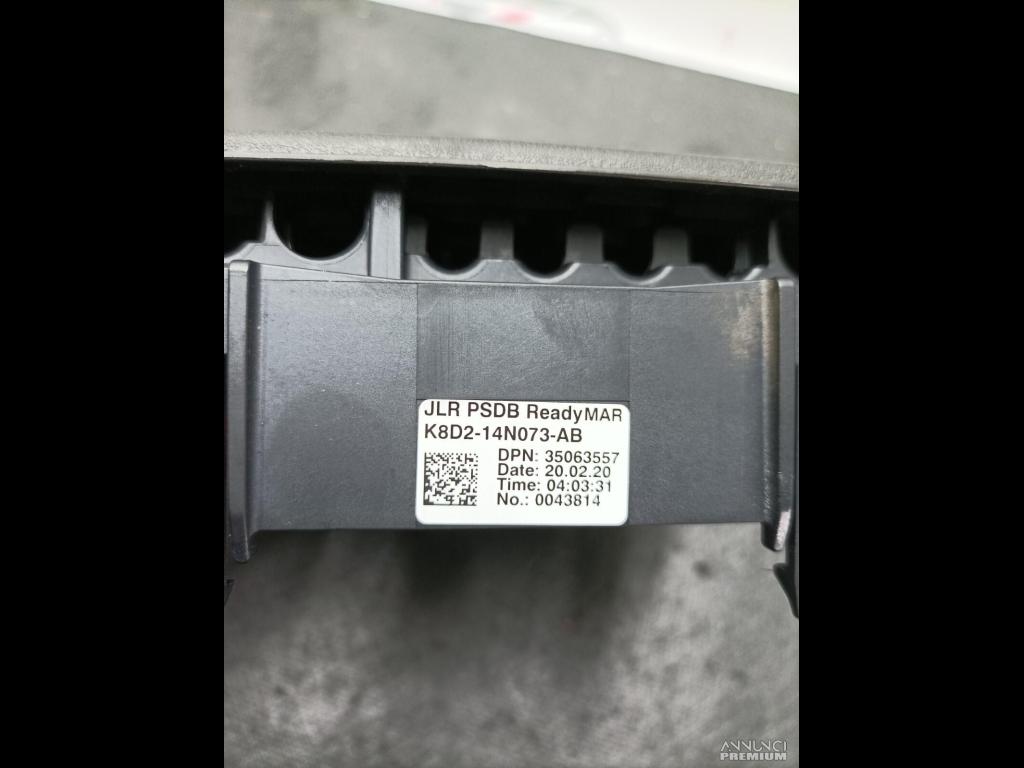 JLR PSDB ReadyMAR
K8D2-14N073-AB
DPN: 35063557
Date: 20.02.20
Time: 04:03:31
No.: 0043814
ANNUNCI
PREMIUM